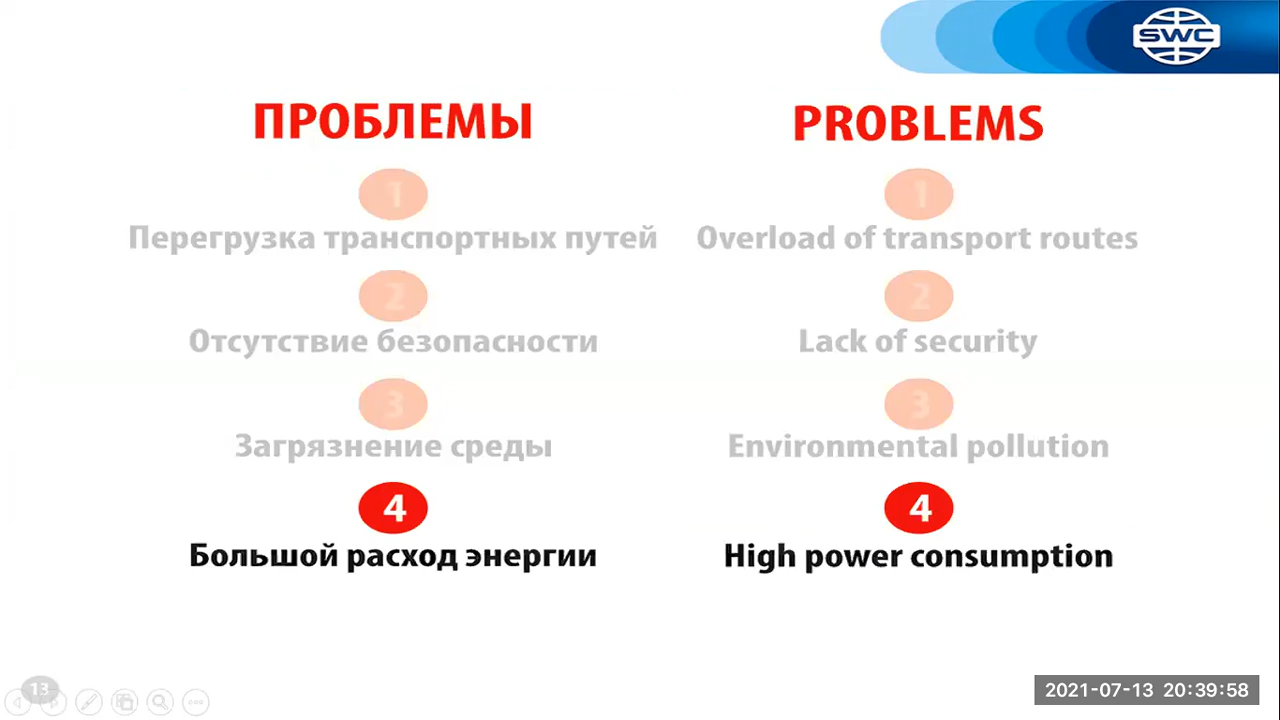 SWC
ПРОБЛЕМЫ
1
Перегрузка транспортных путей
2
Отсутствие безопасности
3
Загрязнение среды
4
Большой расход энергии
PROBLEMS
1
Overload of transport routes
2
Lack of security
3
Environmental pollution
4
High power consumption
13
2021-07-13 20:39:58